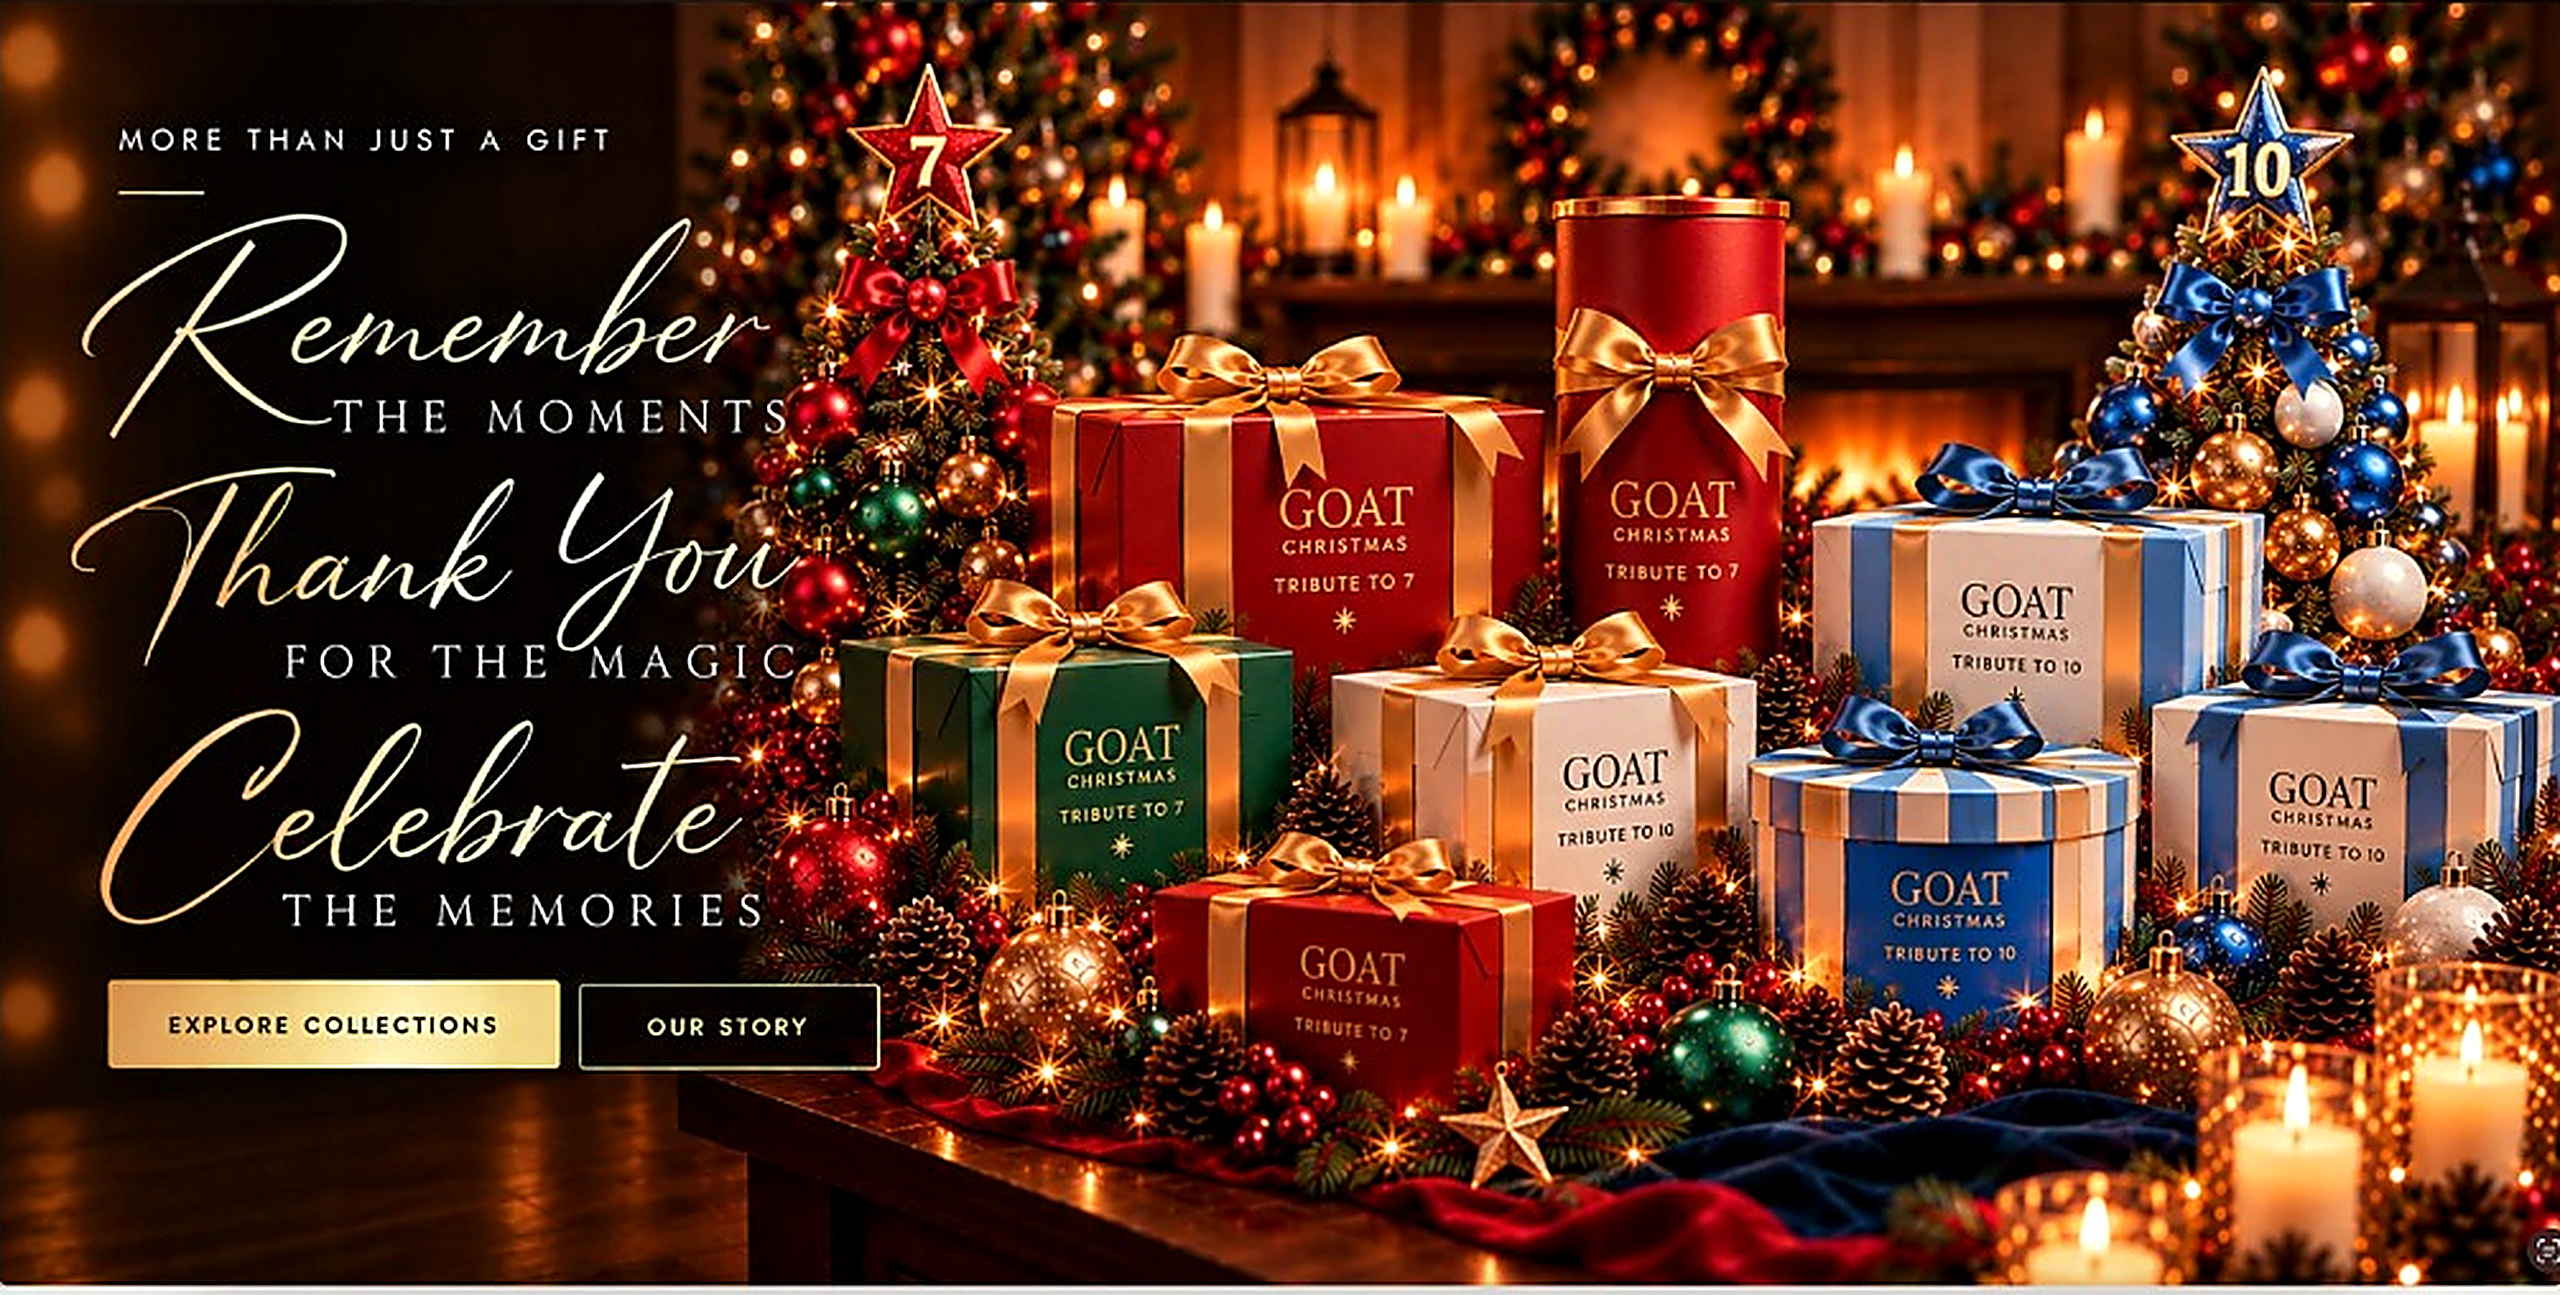 MORE THAN JUST A GIFT
Remember
THE MOMENTS
Thank You
FOR THE MAGIC
Celebrate
THE MEMORIES
EXPLORE COLLECTIONS
OUR STORY
7
10
GOAT
CHRISTMAS
TRIBUTE TO 7
GOAT
CHRISTMAS
TRIBUTE TO 7
GOAT
CHRISTMAS
TRIBUTE TO 10
GOAT
CHRISTMAS
TRIBUTE TO 7
GOAT
CHRISTMAS
TRIBUTE TO 10
GOAT
CHRISTMAS
TRIBUTE TO 10
GOAT
CHRISTMAS
TRIBUTE TO 10
GOAT
CHRISTMAS
TRIBUTE TO 7